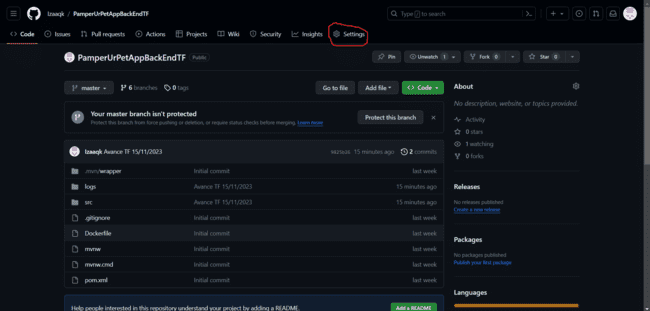 Izaaqk / PamperUrPetAppBackEndTF
Type / to search
Code Issues Pull requests Actions Projects Wiki Security Insights Settings
PamperUrPetAppBackEndTF Public
Pin Unwatch 1 Fork 0 Star 0
master 6 branches 0 tags Go to file Add file Code
Your master branch isn't protected
Protect this branch from force pushing or deletion, or require status checks before merging. Learn more
Protect this branch
Izaaqk Avance TF 15/11/2023 15 minutes ago 2 commits
.mvn/wrapper Initial commit last week
logs Avance TF 15/11/2023 15 minutes ago
src Avance TF 15/11/2023 15 minutes ago
.gitignore Initial commit last week
Dockerfile Initial commit last week
mvnw Initial commit last week
mvnw.cmd Initial commit last week
pom.xml Initial commit last week
Help people interested in this repository understand your project by adding a README. Add a README
About
No description, website, or topics provided.
Activity
0 stars
1 watching
0 forks
Releases
No releases published
Create a new release
Packages
No packages published
Publish your first package
Languages